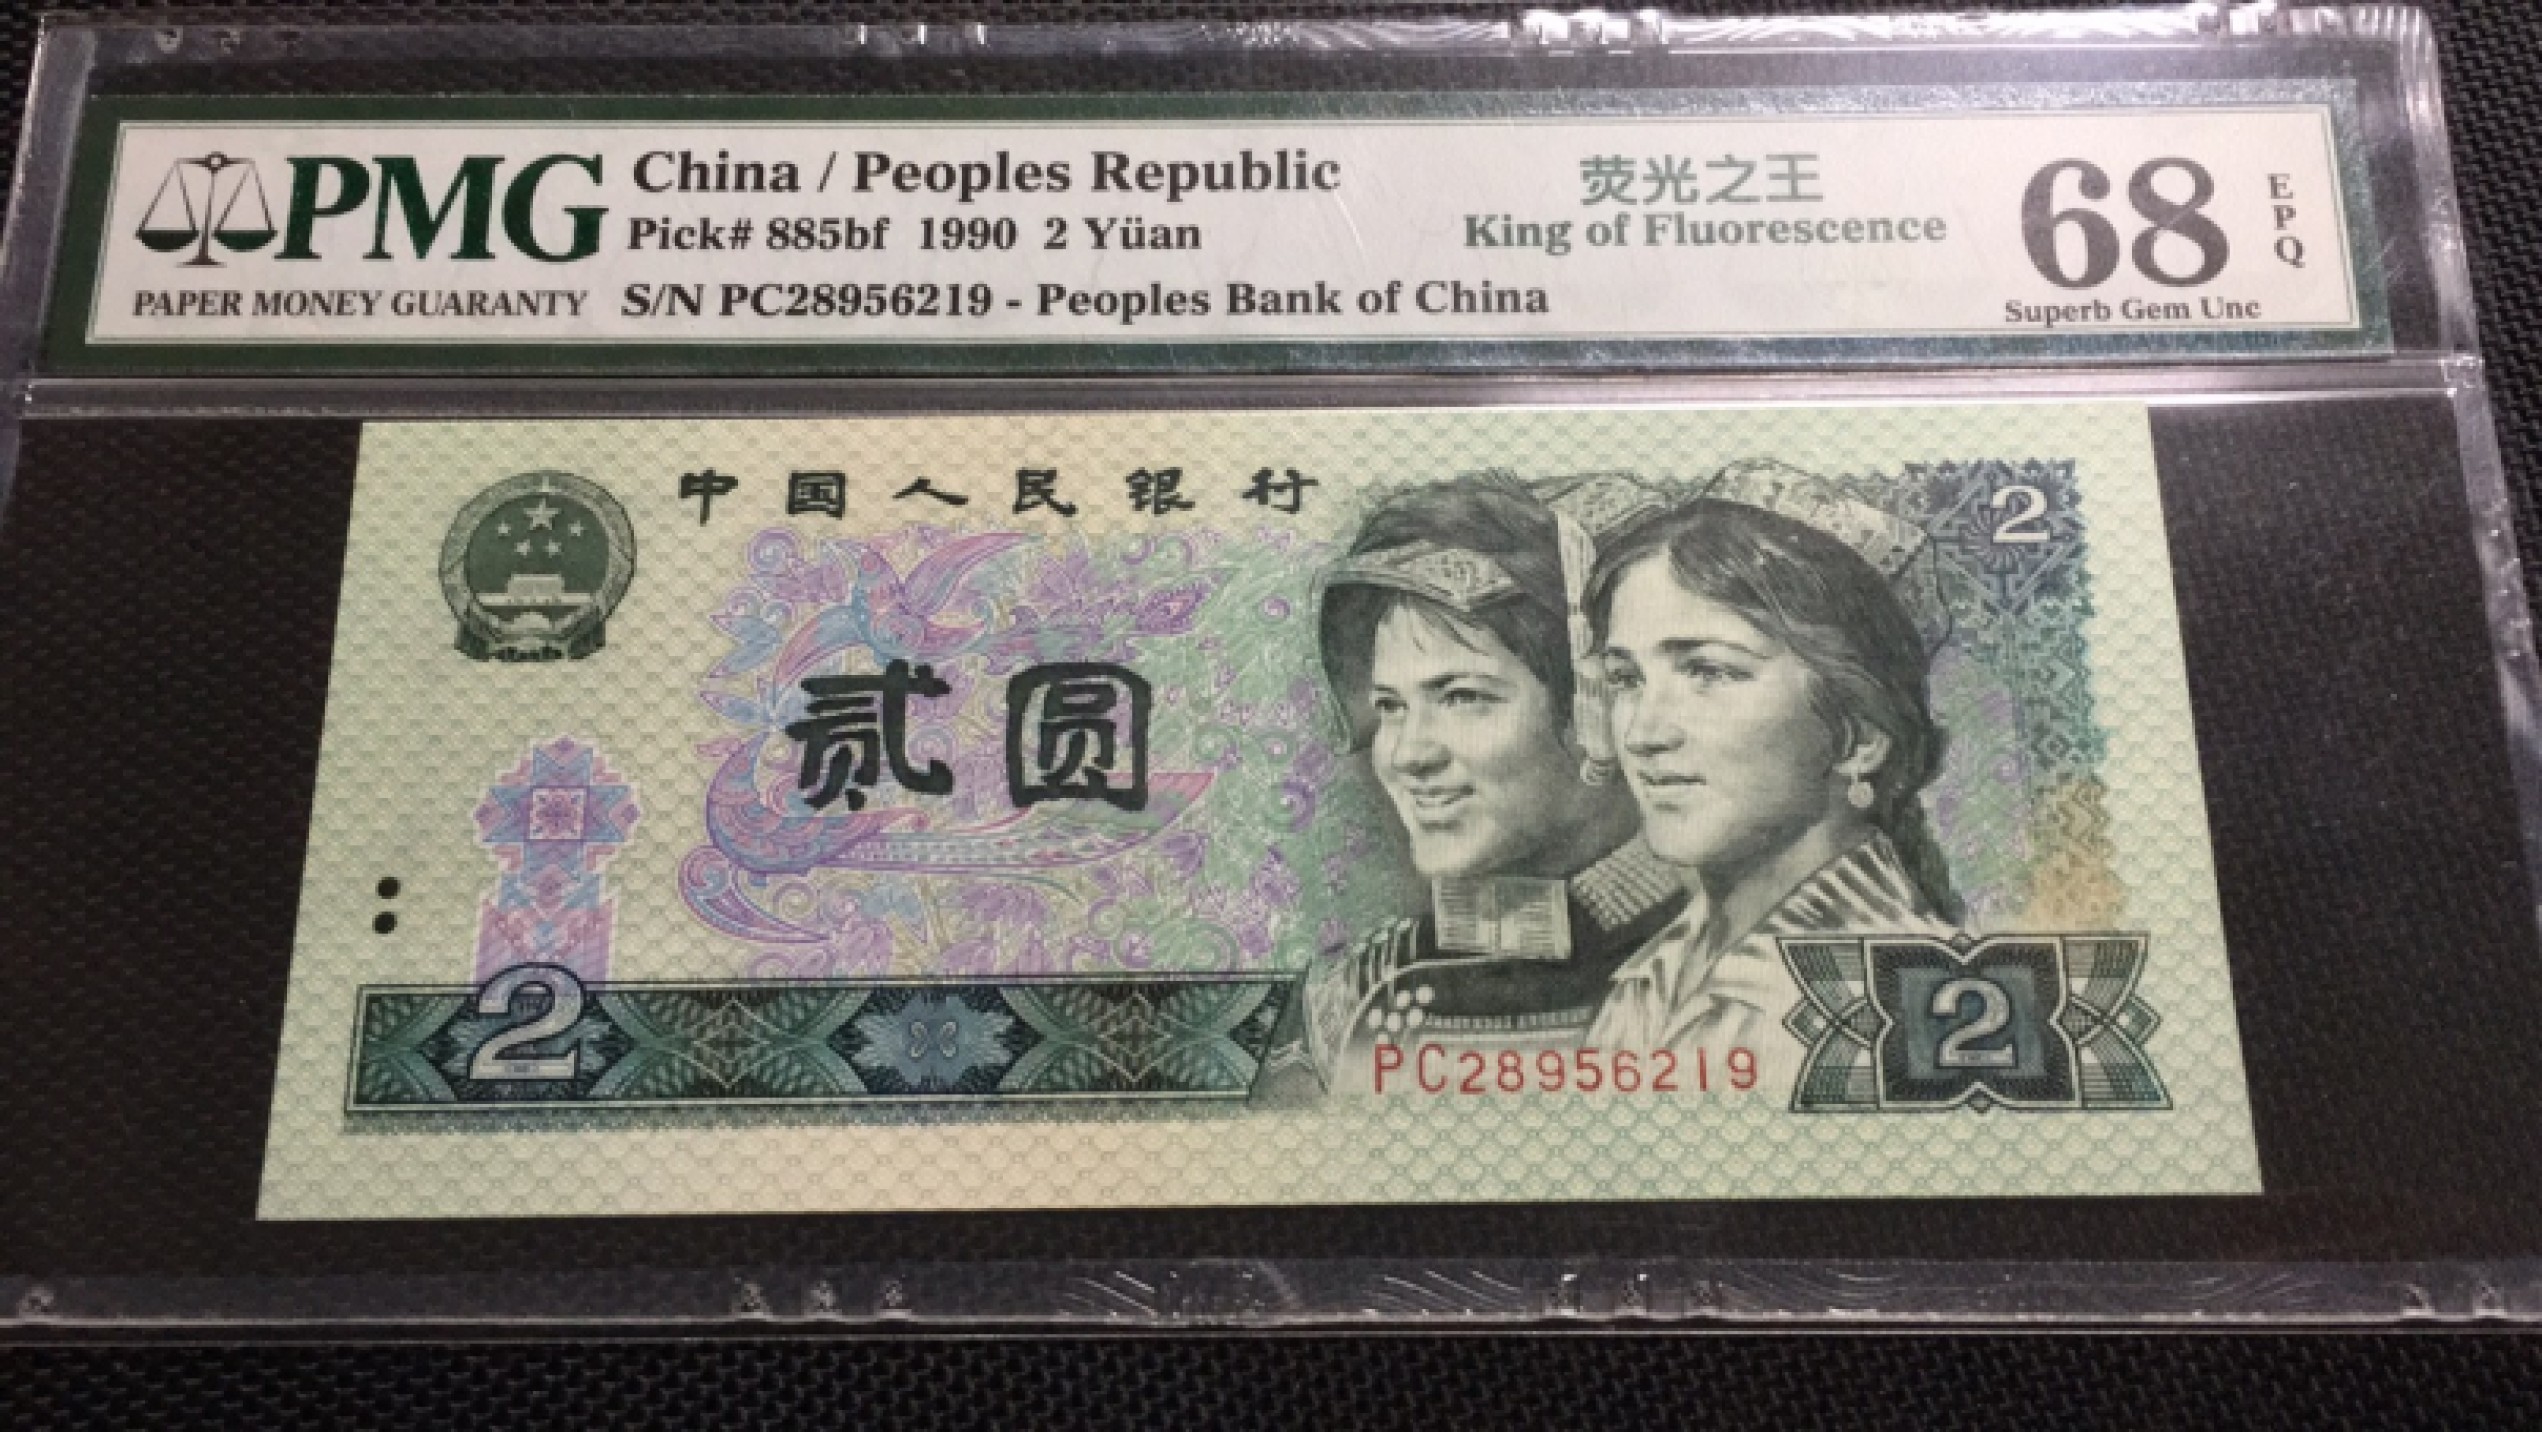 PMG
PAPER MONEY GUARANTY
China / Peoples Republic
Pick# 885bf 1990 2 Yüan
S/N PC28956219 - Peoples Bank of China
荧光之王
King of Fluorescence
68
EPQ
Superb Gem Unc
中国人民银行
2
贰圆
2
PC28956219
2